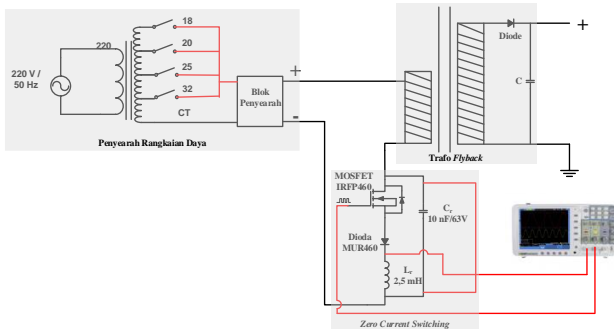 18
20
25
32
220
220 V /
50 Hz
CT
Blok
Penyearah
+
-
Penyearah Rangkaian Daya
Diode
+
C
Trafo Flyback
MOSFET
IRFP460
Dioda
MUR460
Cr
10 nF/63V
Lr
2,5 mH
Zero Current Switching